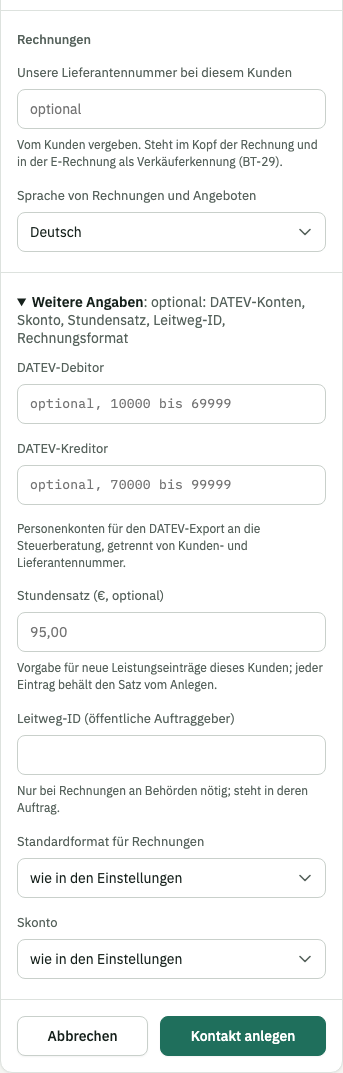 Rechnungen
Unsere Lieferantennummer bei diesem Kunden
optional
Vom Kunden vergeben. Steht im Kopf der Rechnung und
in der E-Rechnung als Verkäuferkennung (BT-29).
Sprache von Rechnungen und Angeboten
Deutsch
▼ Weitere Angaben: optional: DATEV-Konten,
Skonto, Stundensatz, Leitweg-ID,
Rechnungsformat
DATEV-Debitor
optional, 10000 bis 69999
DATEV-Kreditor
optional, 70000 bis 99999
Personenkonten für den DATEV-Export an die
Steuerberatung, getrennt von Kunden- und
Lieferantennummer.
Stundensatz (€, optional)
95,00
Vorgabe für neue Leistungseinträge dieses Kunden; jeder
Eintrag behält den Satz vom Anlegen.
Leitweg-ID (öffentliche Auftraggeber)
Nur bei Rechnungen an Behörden nötig; steht in deren
Auftrag.
Standardformat für Rechnungen
wie in den Einstellungen
Skonto
wie in den Einstellungen
Abbrechen
Kontakt anlegen